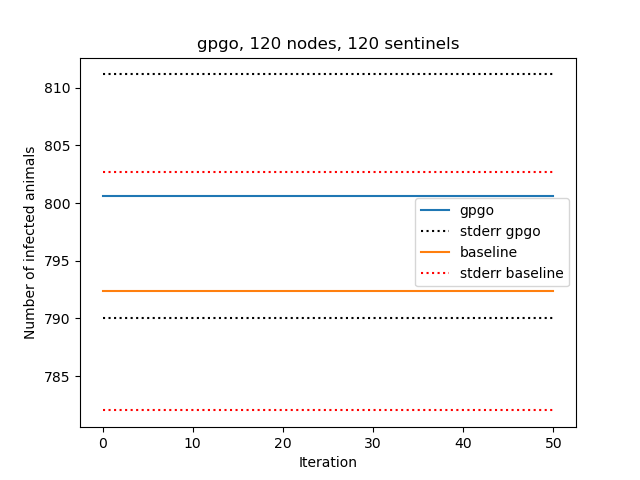 gpgo, 120 nodes, 120 sentinels
Number of infected animals
810
805
800
795
790
785
gpgo
stderr gpgo
baseline
stderr baseline
0 10 20 30 40 50
Iteration